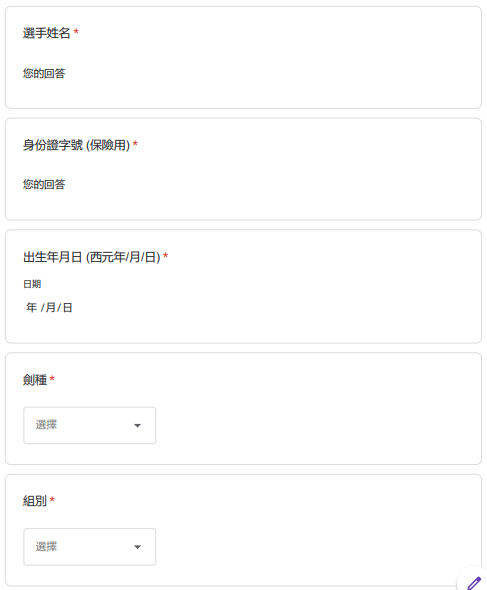 選手姓名 *
您的回答
身份證字號 (保險用) *
您的回答
出生年月日 (西元年/月/日) *
日期
年 /月/日
劍種 *
選擇
組別 *
選擇